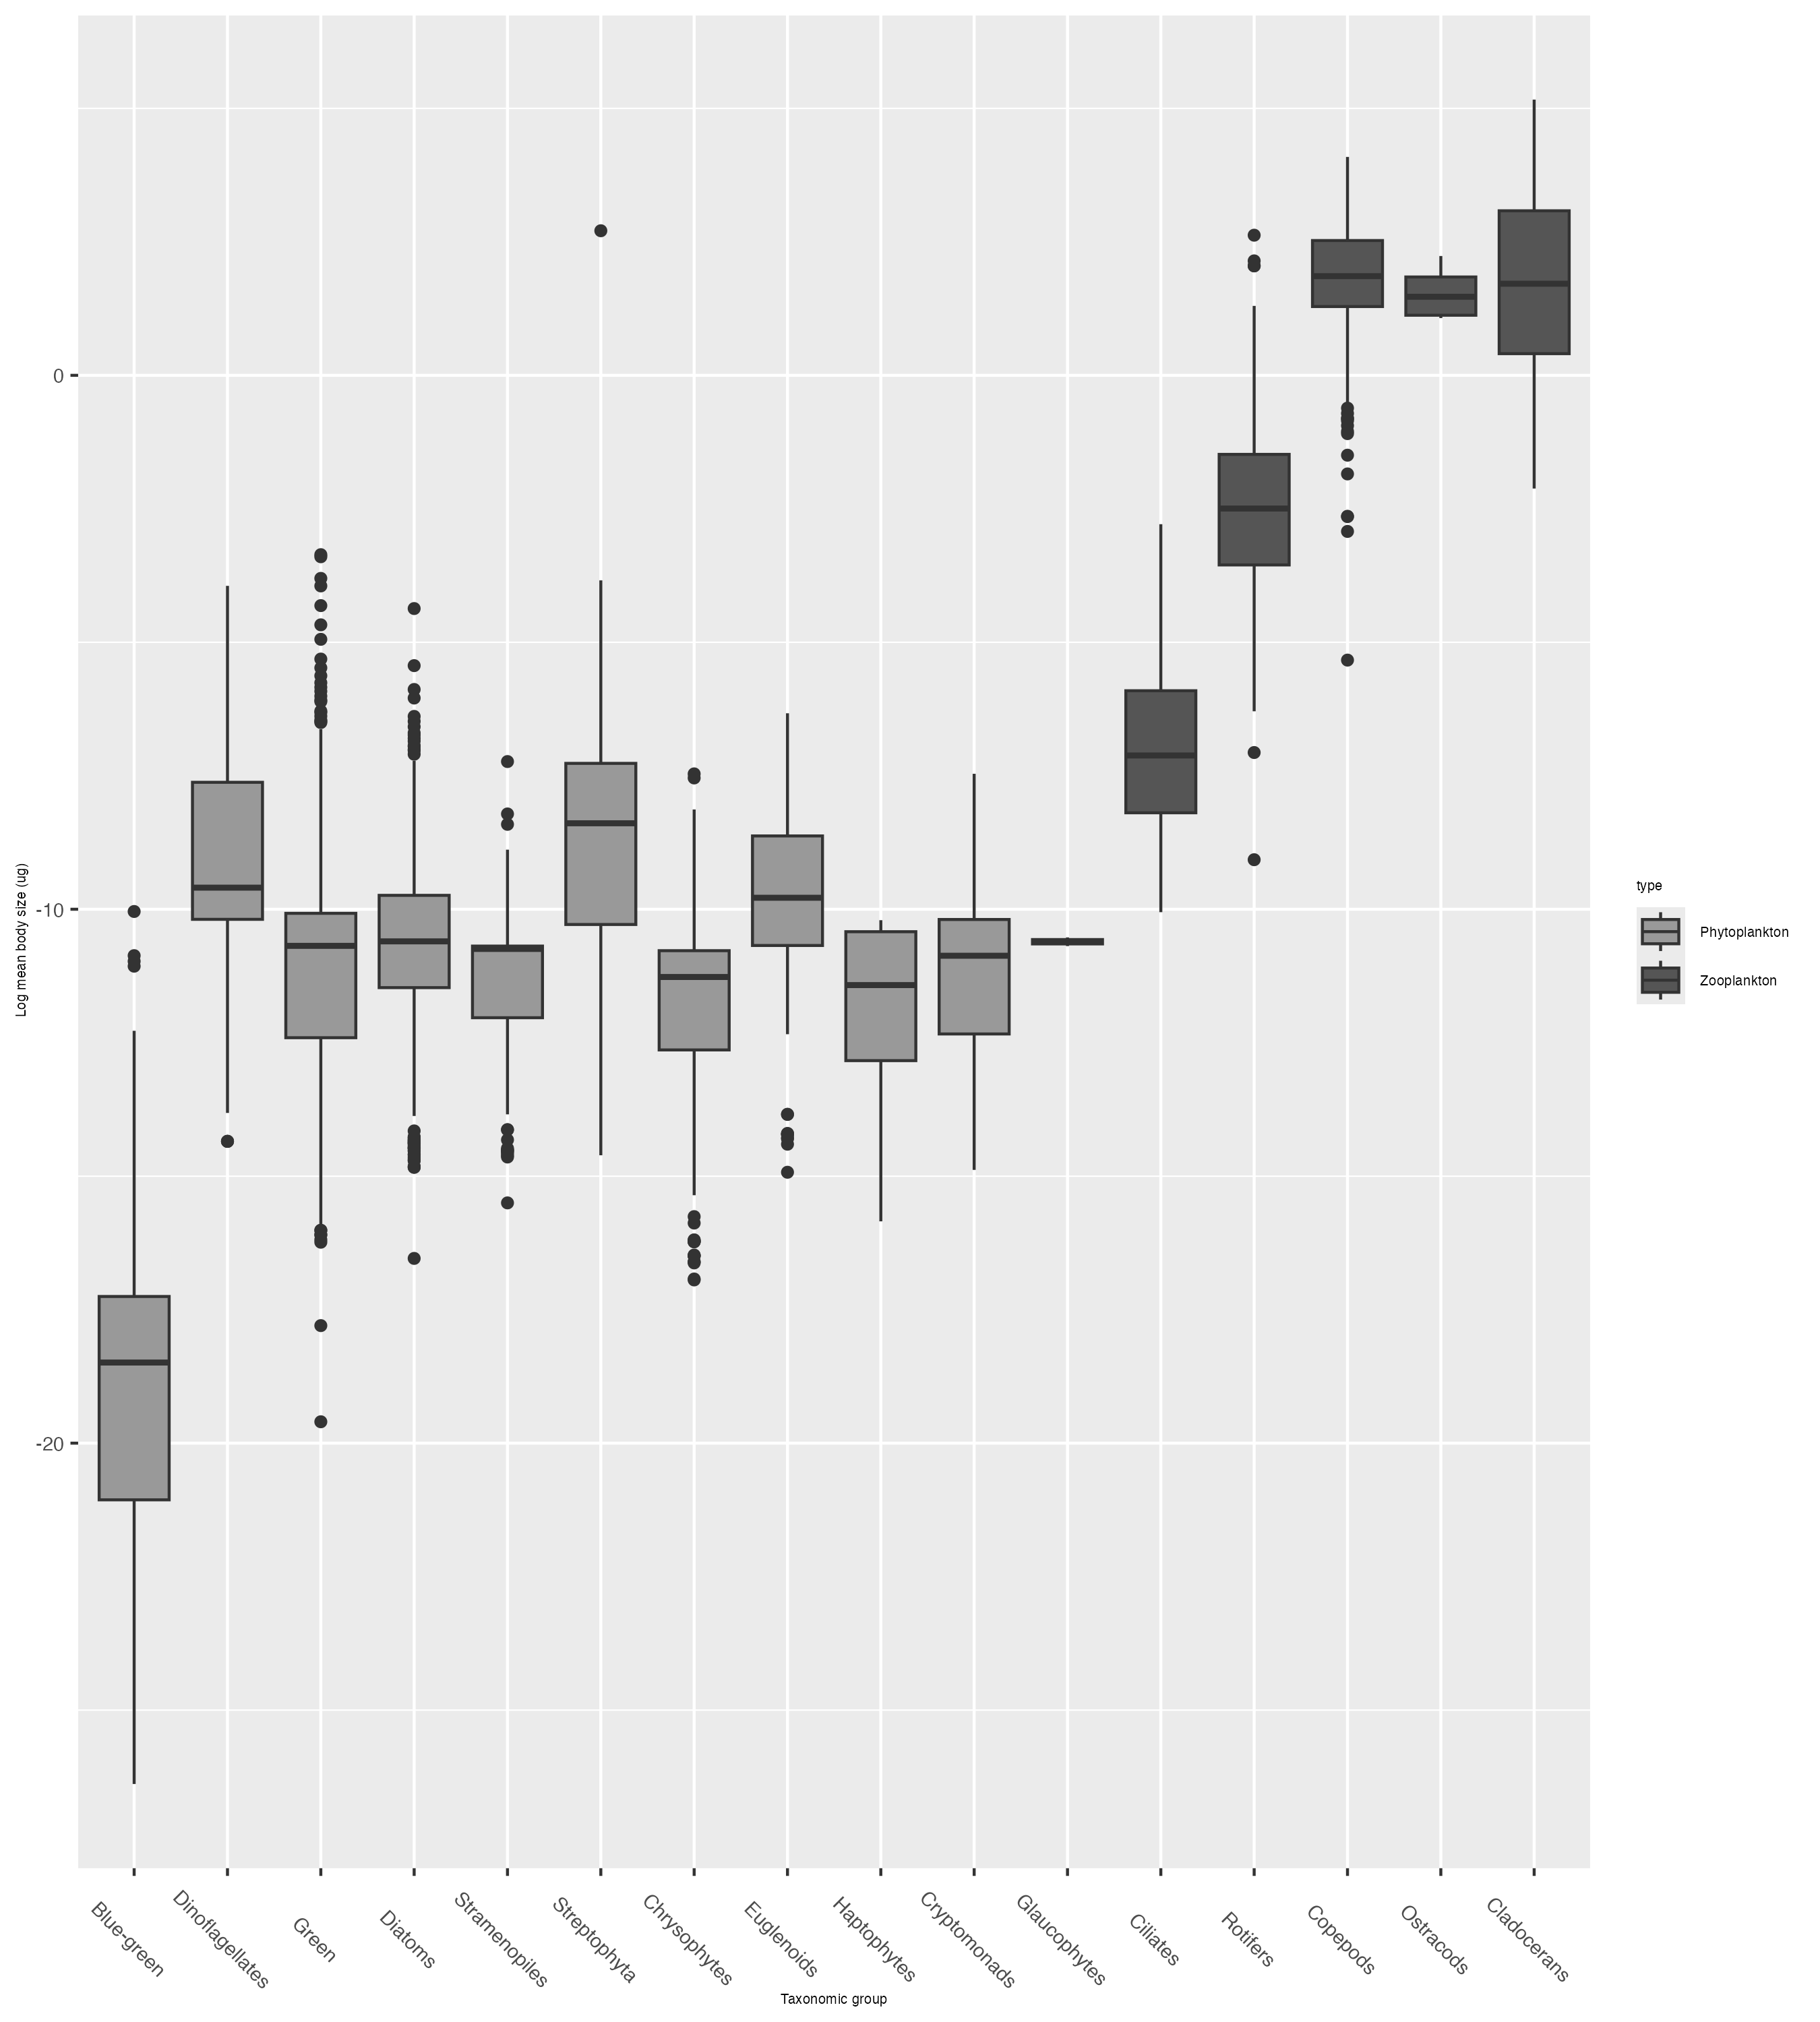 0
-10
-20
Log mean body size (ug)
Blue-green
Dinoflagellates
Green
Diatoms
Stramenopiles
Streptophyta
Chrysophytes
Euglenoids
Haptophytes
Cryptomonads
Glaucophytes
Ciliates
Rotifers
Copepods
Ostracods
Cladocerans
Taxonomic group
type
Phytoplankton
Zooplankton